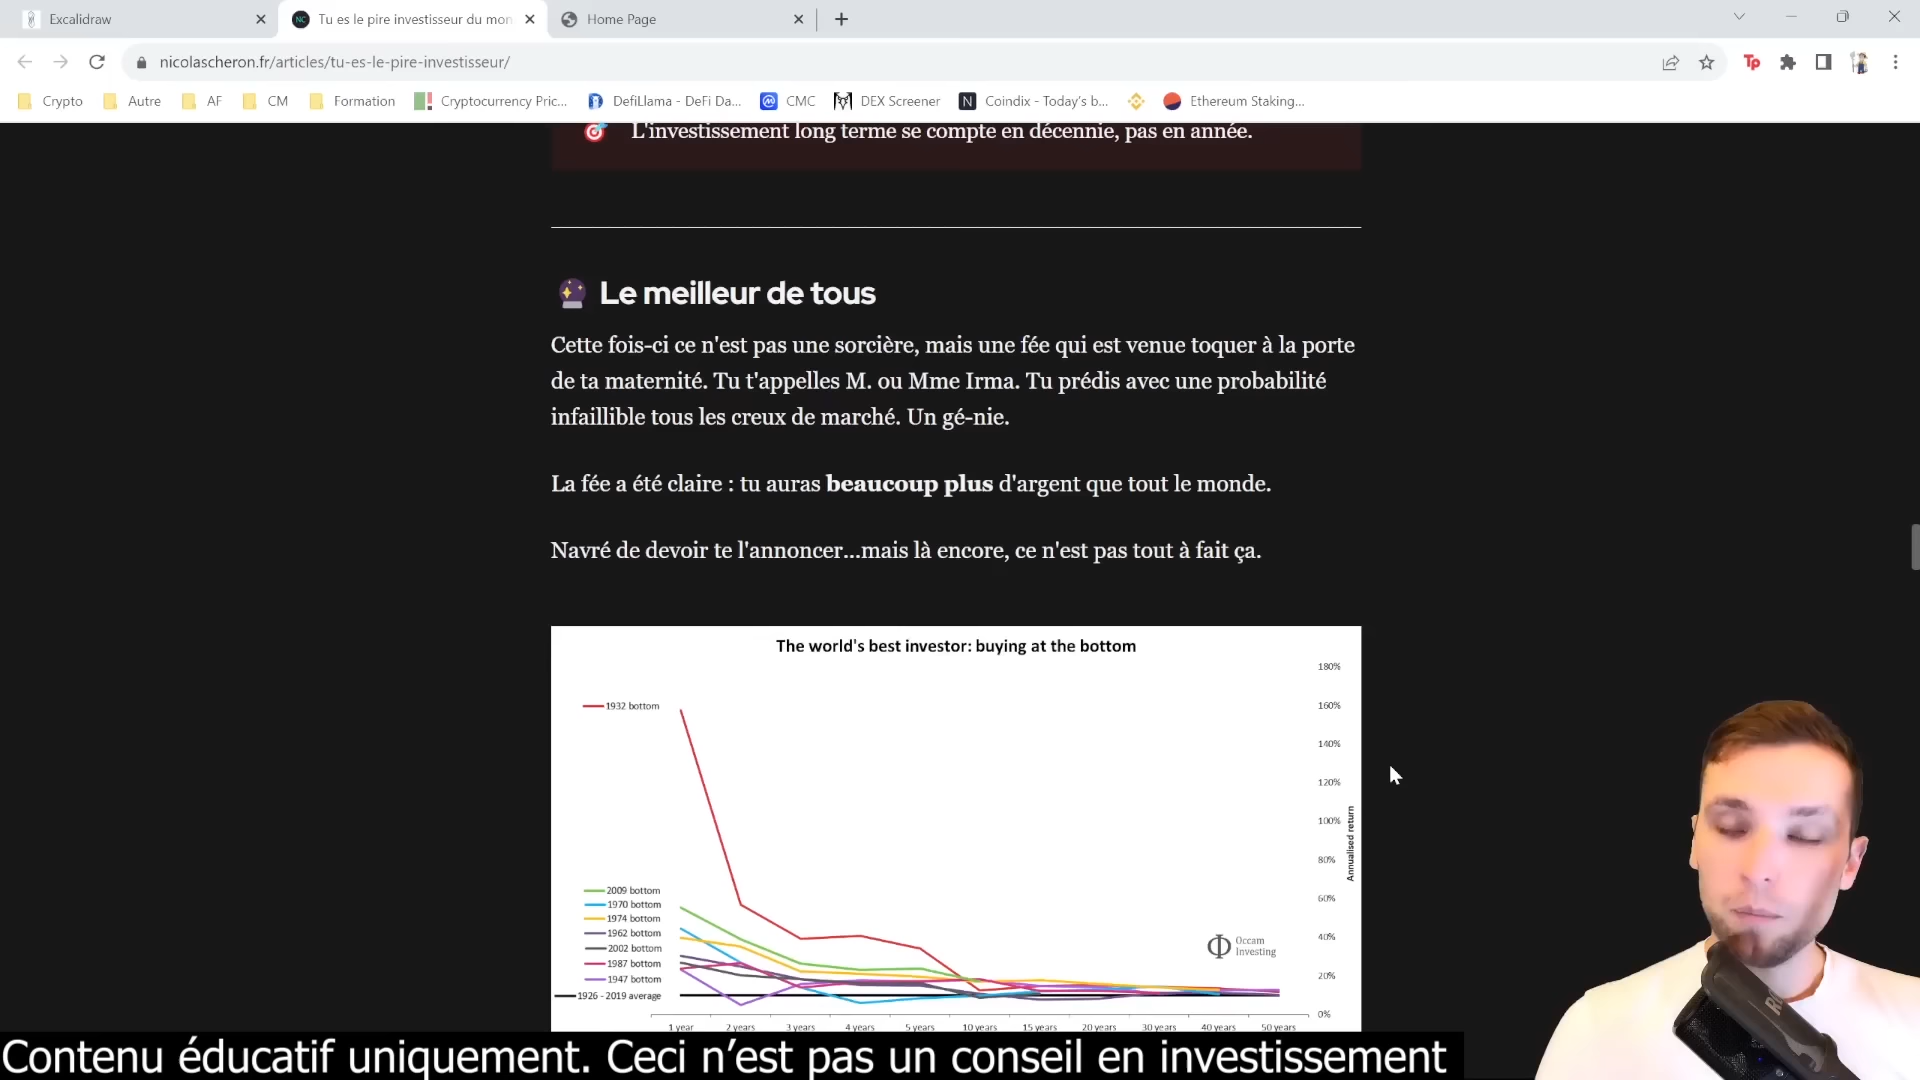 Excalidraw
Tu es le pire investisseur du mon
Home Page
nicolascheron.fr/articles/tu-es-le-pire-investisseur/
Crypto
Autre
AF
CM
Formation
Cryptocurrency Pric...
DefiLlama - DeFi Da...
CMC
DEX Screener
Coindix - Today's b...
Ethereum Staking...
L'investissement long terme se compte en décennie, pas en année.
Le meilleur de tous
Cette fois-ci ce n'est pas une sorcière, mais une fée qui est venue toquer à la porte
de ta maternité. Tu t'appelles M. ou Mme Irma. Tu prédis avec une probabilité
infaillible tous les creux de marché. Un gé-nie.
La fée a été claire : tu auras beaucoup plus d'argent que tout le monde.
Navré de devoir te l'annoncer...mais là encore, ce n'est pas tout à fait ça.
The world's best investor: buying at the bottom
180%
160%
140%
120%
100%
80%
60%
40%
20%
0%
Annualised return
1932 bottom
2009 bottom
1970 bottom
1974 bottom
1962 bottom
2002 bottom
1987 bottom
1947 bottom
1926 - 2019 average
Occam
Investing
1 year
2 years
3 years
4 years
5 years
10 years
15 years
20 years
30 years
40 years
50 years
Contenu éducatif uniquement. Ceci n'est pas un conseil en investissement